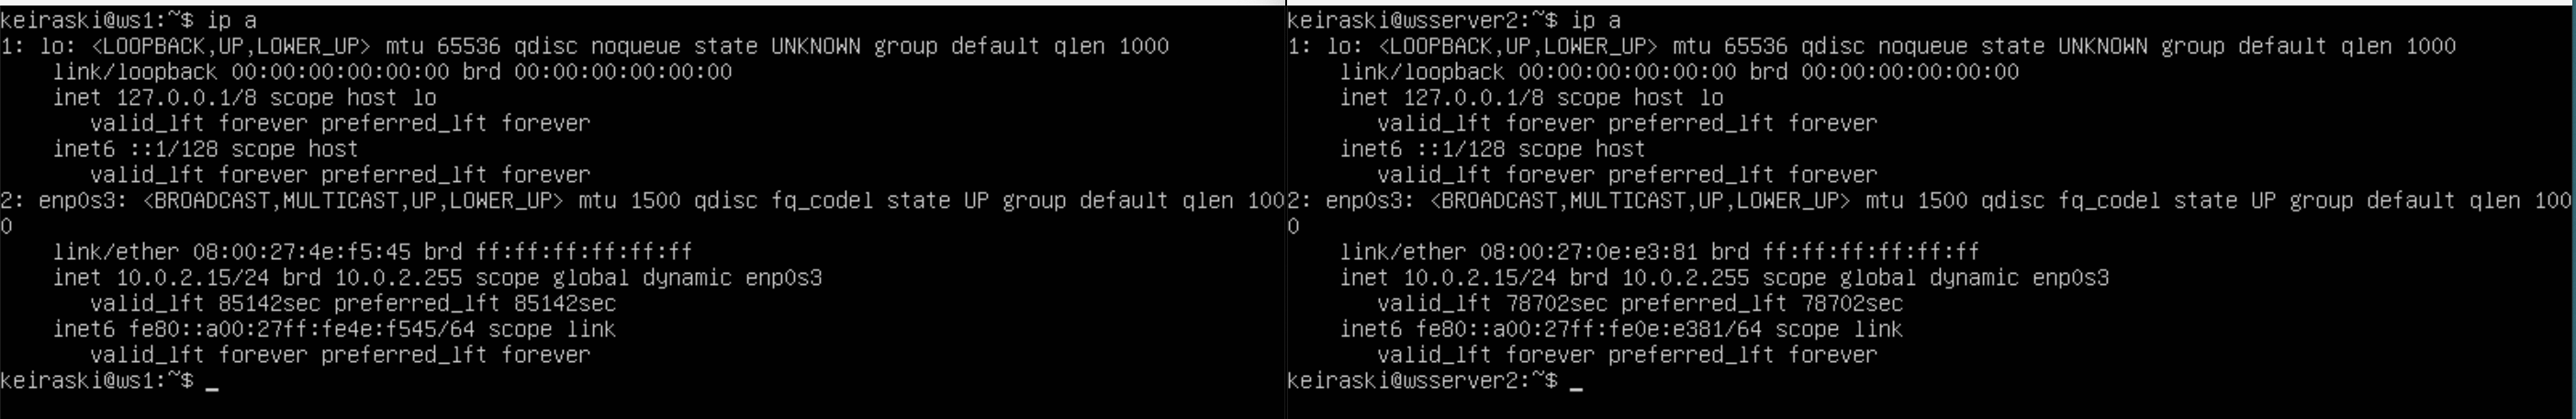 keiraski@ws1:~$ ip a
1: lo: <LOOPBACK,UP,LOWER_UP> mtu 65536 qdisc noqueue state UNKNOWN group default qlen 1000
    link/loopback 00:00:00:00:00:00 brd 00:00:00:00:00:00
    inet 127.0.0.1/8 scope host lo
       valid_lft forever preferred_lft forever
    inet6 ::1/128 scope host
       valid_lft forever preferred_lft forever
2: enp0s3: <BROADCAST,MULTICAST,UP,LOWER_UP> mtu 1500 qdisc fq_codel state UP group default qlen 100
0
    link/ether 08:00:27:4e:f5:45 brd ff:ff:ff:ff:ff:ff
    inet 10.0.2.15/24 brd 10.0.2.255 scope global dynamic enp0s3
       valid_lft 85142sec preferred_lft 85142sec
    inet6 fe80::a00:27ff:fe4e:f545/64 scope link
       valid_lft forever preferred_lft forever
keiraski@ws1:~$ _
keiraski@wsserver2:~$ ip a
1: lo: <LOOPBACK,UP,LOWER_UP> mtu 65536 qdisc noqueue state UNKNOWN group default qlen 1000
    link/loopback 00:00:00:00:00:00 brd 00:00:00:00:00:00
    inet 127.0.0.1/8 scope host lo
       valid_lft forever preferred_lft forever
    inet6 ::1/128 scope host
       valid_lft forever preferred_lft forever
2: enp0s3: <BROADCAST,MULTICAST,UP,LOWER_UP> mtu 1500 qdisc fq_codel state UP group default qlen 100
0
    link/ether 08:00:27:0e:e3:81 brd ff:ff:ff:ff:ff:ff
    inet 10.0.2.15/24 brd 10.0.2.255 scope global dynamic enp0s3
       valid_lft 78702sec preferred_lft 78702sec
    inet6 fe80::a00:27ff:fe0e:e381/64 scope link
       valid_lft forever preferred_lft forever
keiraski@wsserver2:~$ _